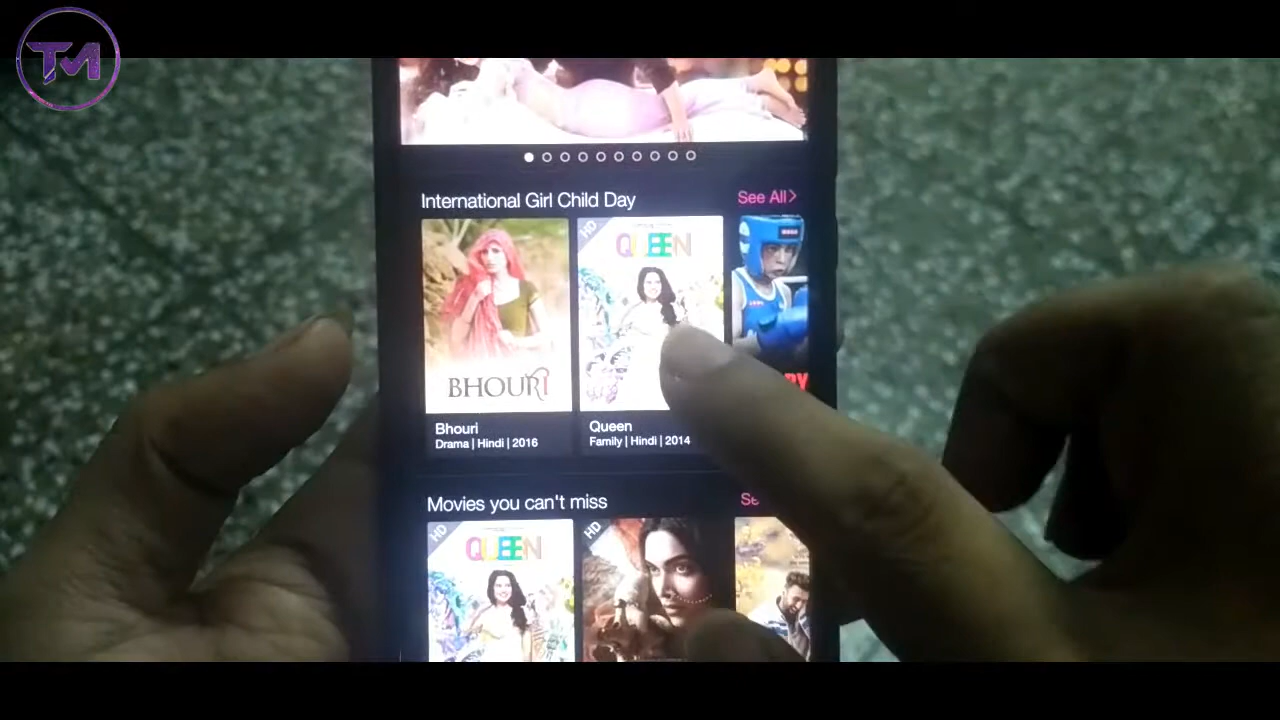 TM
International Girl Child Day
See All>
HD
QUEEN
BHOURI
Bhouri
Drama | Hindi | 2016
Queen
Family | Hindi | 2014
Movies you can't miss
HD
QUEEN
HD